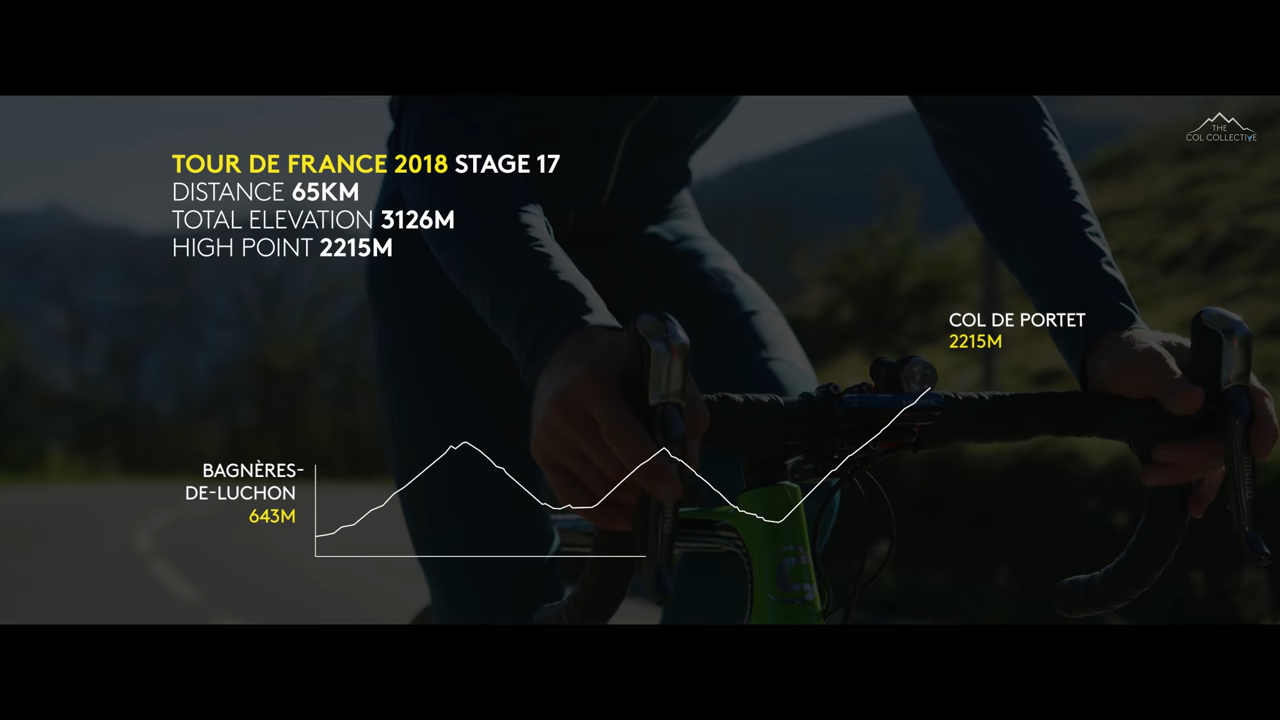 THE
COL COLLECTIVE
TOUR DE FRANCE 2018 STAGE 17
DISTANCE 65KM
TOTAL ELEVATION 3126M
HIGH POINT 2215M
COL DE PORTET
2215M
BAGNÈRES-
DE-LUCHON
643M